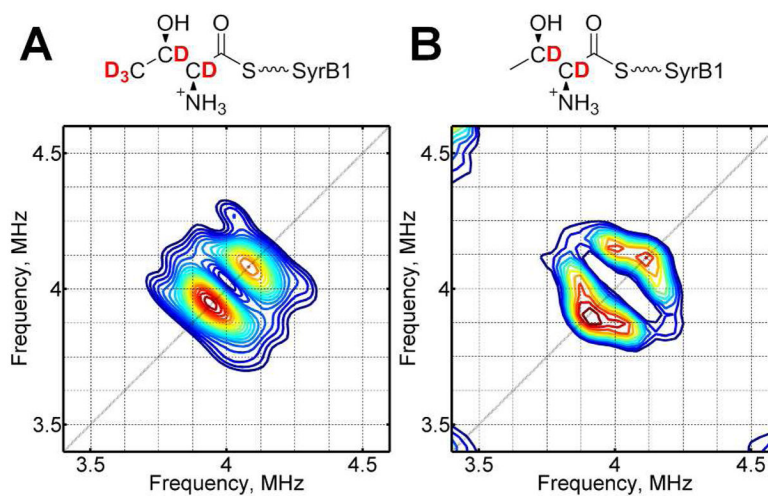 A
OH
O
D
D₃
D
S
SyrB1
+
NH₃
B
OH
O
D
D
S
SyrB1
+
NH₃
4.5
4
3.5
3.5
4
4.5
Frequency, MHz
Frequency, MHz
4.5
4
3.5
3.5
4
4.5
Frequency, MHz
Frequency, MHz